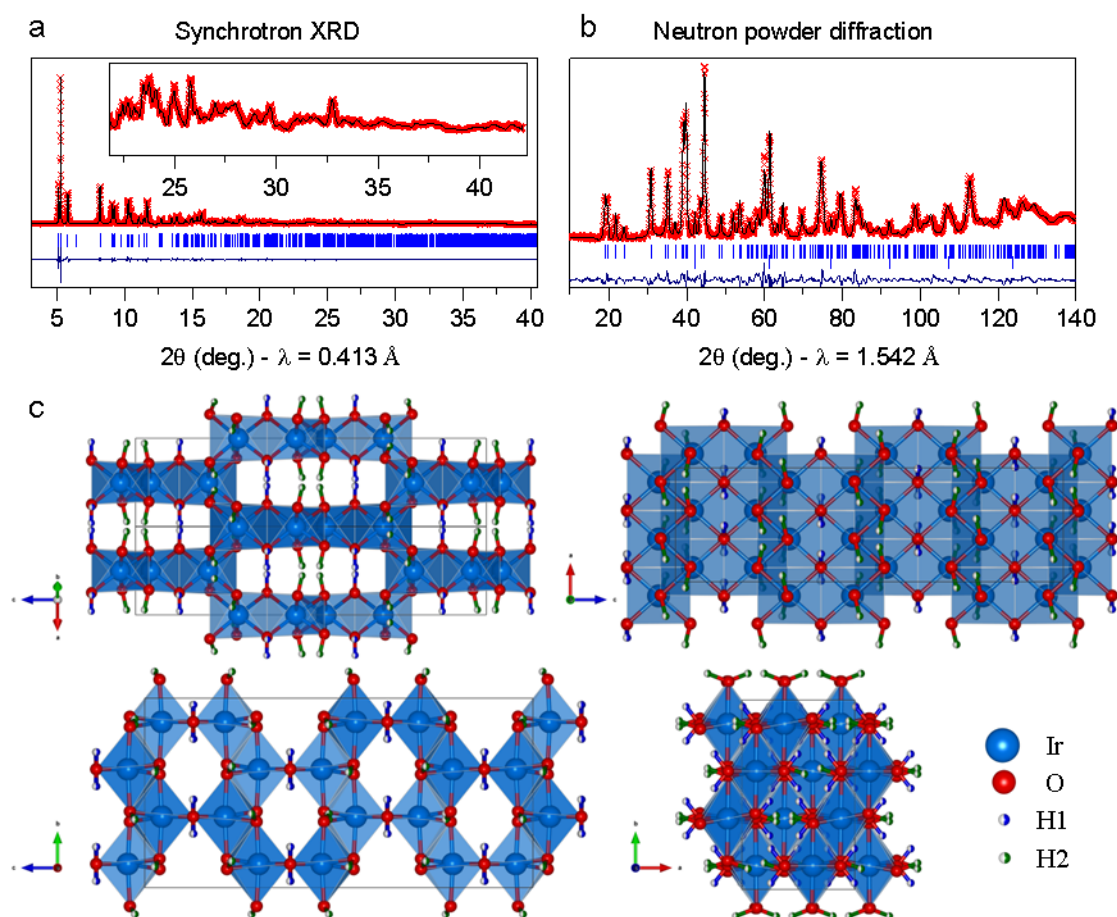 a
Synchrotron XRD
25 30 35 40
5 10 15 20 25 30 35 40
2θ (deg.) - λ = 0.413 Å
b
Neutron powder diffraction
20 40 60 80 100 120 140
2θ (deg.) - λ = 1.542 Å
c
Ir
O
H1
H2